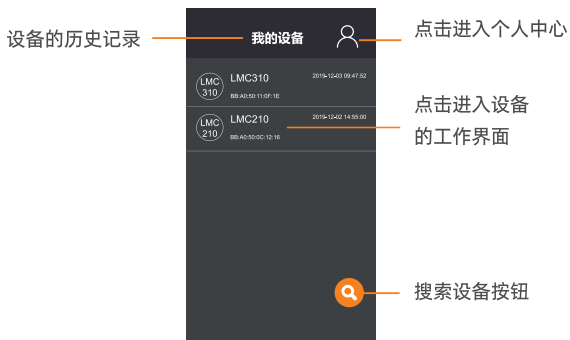 设备的历史记录
我的设备
点击进入个人中心
LMC
310
LMC310
2019-12-03 09:47:52
BB:A0:50:11:0F:1E
LMC
210
LMC210
2019-12-02 14:55:00
BB:A0:50:0C:12:16
点击进入设备
的工作界面
搜索设备按钮